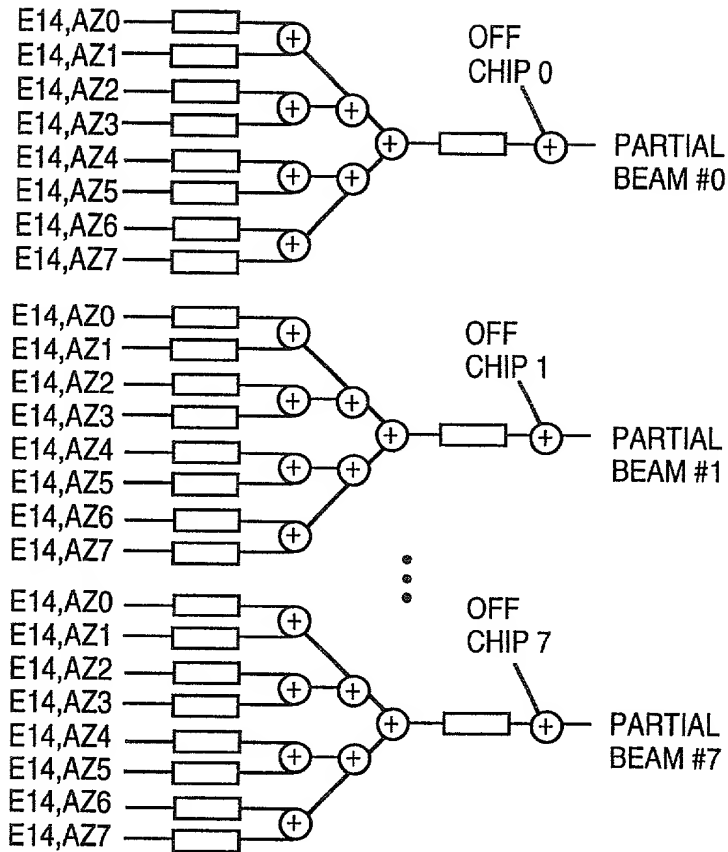 E14,AZ0
E14,AZ1
E14,AZ2
E14,AZ3
E14,AZ4
E14,AZ5
E14,AZ6
E14,AZ7
OFF
CHIP 0
PARTIAL
BEAM #0
E14,AZ0
E14,AZ1
E14,AZ2
E14,AZ3
E14,AZ4
E14,AZ5
E14,AZ6
E14,AZ7
OFF
CHIP 1
PARTIAL
BEAM #1
E14,AZ0
E14,AZ1
E14,AZ2
E14,AZ3
E14,AZ4
E14,AZ5
E14,AZ6
E14,AZ7
OFF
CHIP 7
PARTIAL
BEAM #7